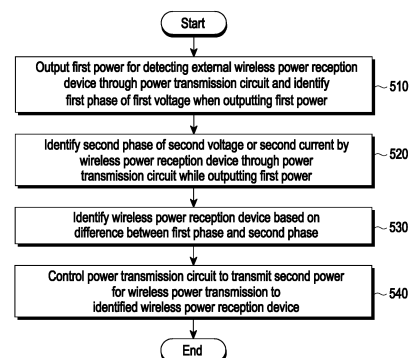 Start
Output first power for detecting external wireless power reception
device through power transmission circuit and identify
first phase of first voltage when outputting first power
510
Identify second phase of second voltage or second current by
wireless power reception device through power
transmission circuit while outputting first power
520
Identify wireless power reception device based on
difference between first phase and second phase
530
Control power transmission circuit to transmit second power
for wireless power transmission to
identified wireless power reception device
540
End